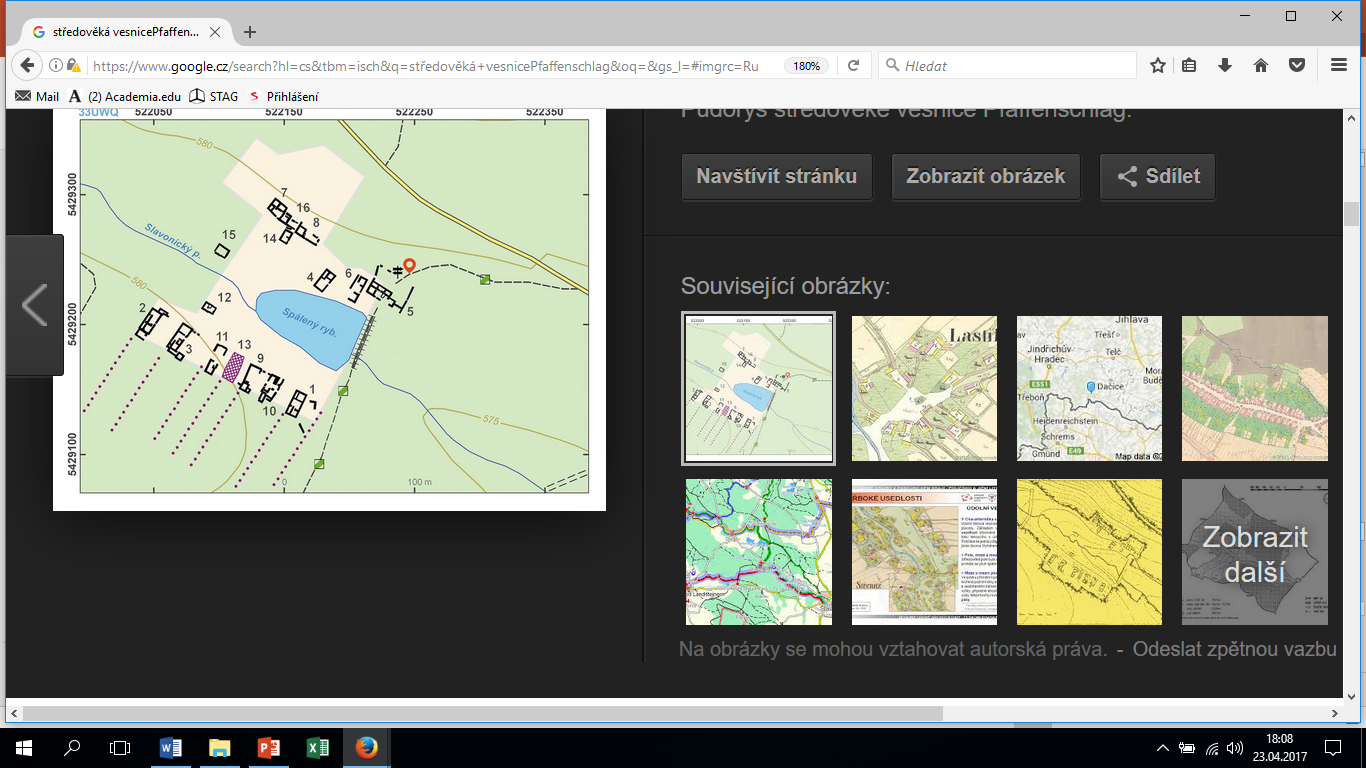 středověká vesnicePfaffen...
https://www.google.cz/search?hl=cs&tbm=isch&q=středověká+vesnicePfaffenschlag&oq=&gs_l=#imgrc=Ru
180%
Hledat
Mail
(2) Academia.edu
STAG
Přihlášení
33UWQ
522050
522150
522250
522350
5429300
5429200
5429100
580
7
16
8
14
15
Slavonický p.
4
6
5
580
2
12
Spálený ryb.
3
11
13
9
10
1
575
0
100 m
Půdorys středověké vesnice Pfaffenschlag.
Navštívit stránku
Zobrazit obrázek
Sdílet
Související obrázky:
Jihlava
Třešť
Jindřichův
Hradec
Telč
E551
Dačice
Třeboň
Heidenreichstein
Schrems
E49
Gmünd
Map data
ÚDOLNÍ VE
Zobrazit
další
Na obrázky se mohou vztahovat autorská práva. - Odeslat zpětnou vazbu
18:08
23.04.2017